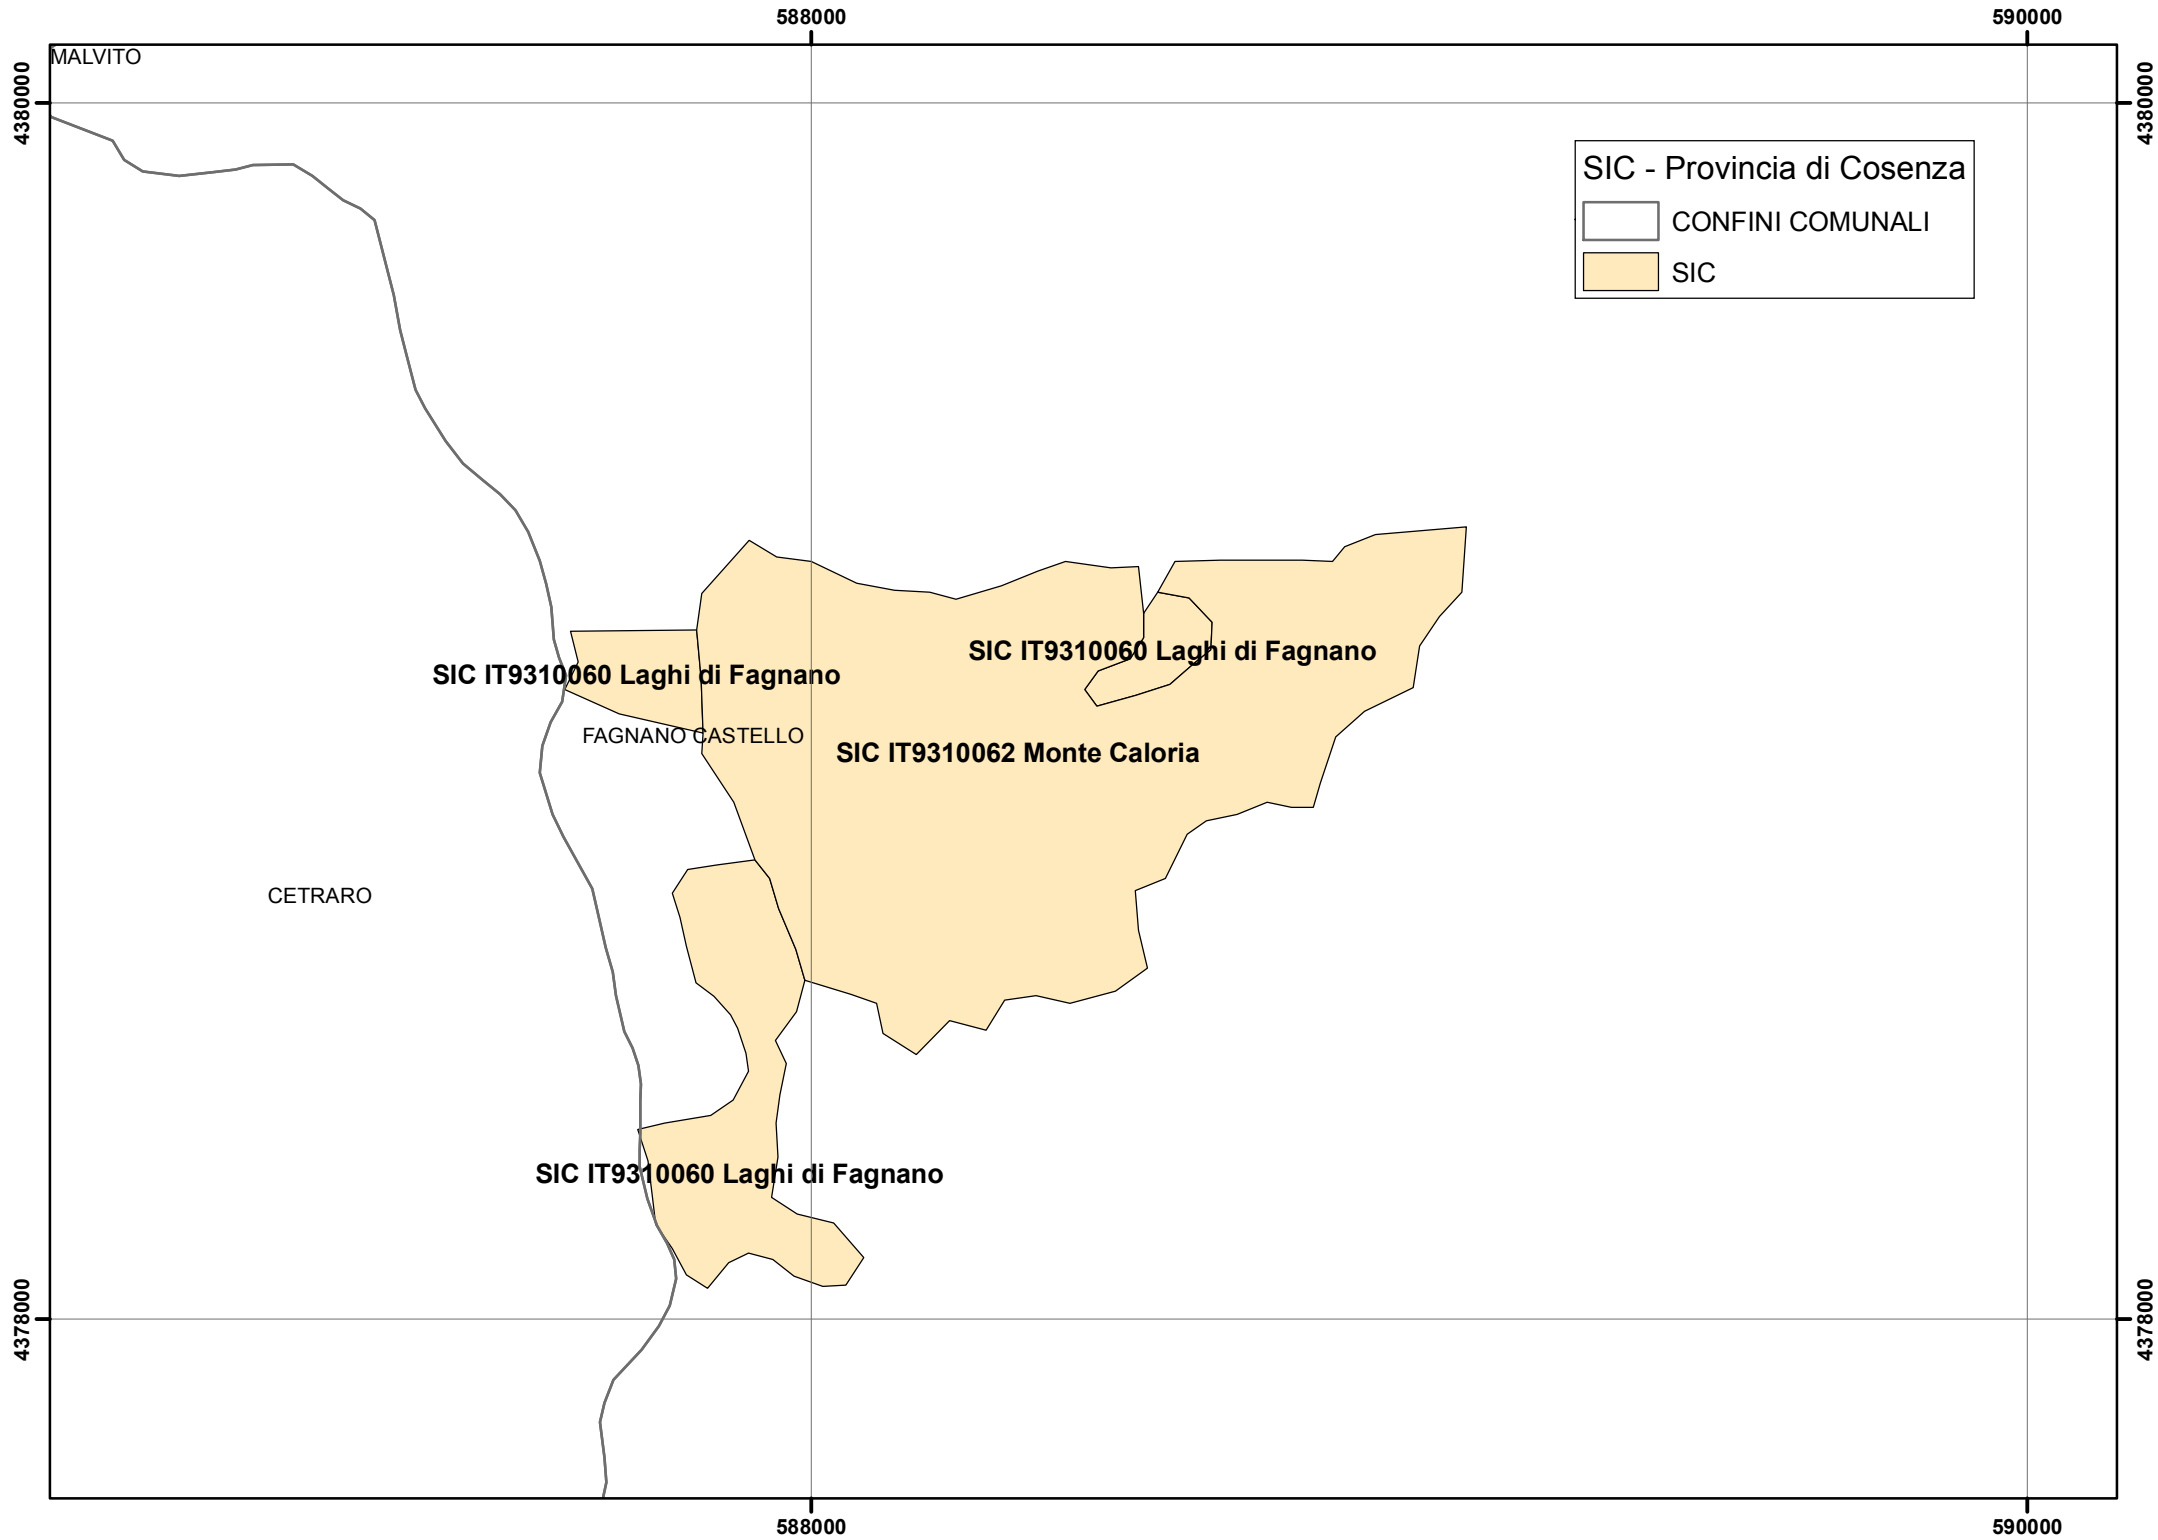 588000
590000
MALVITO
4380000
4380000
SIC - Provincia di Cosenza
CONFINI COMUNALI
SIC
SIC IT9310060 Laghi di Fagnano
SIC IT9310060 Laghi di Fagnano
FAGNANO CASTELLO
SIC IT9310062 Monte Caloria
CETRARO
SIC IT9310060 Laghi di Fagnano
4378000
4378000
588000
590000